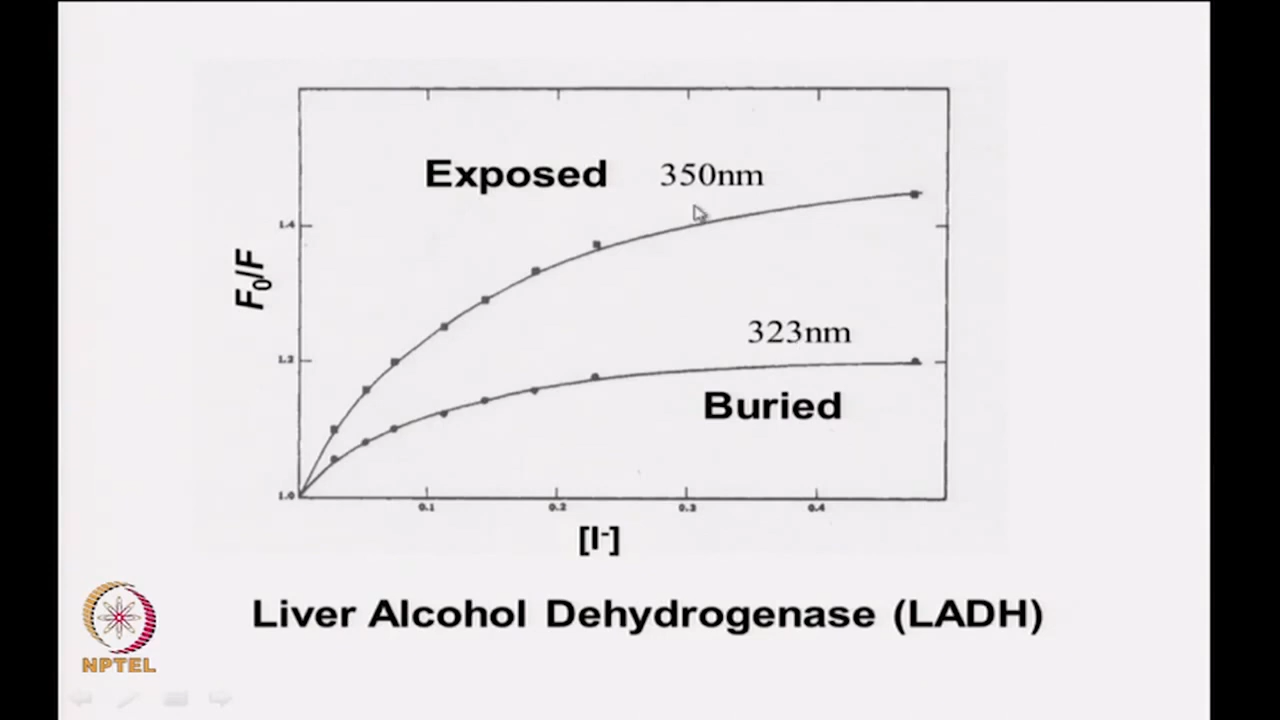 Exposed 350nm
1.4
F0/F
323nm
1.2
Buried
1.0
0.1 0.2 0.3 0.4
[I-]
Liver Alcohol Dehydrogenase (LADH)
NPTEL